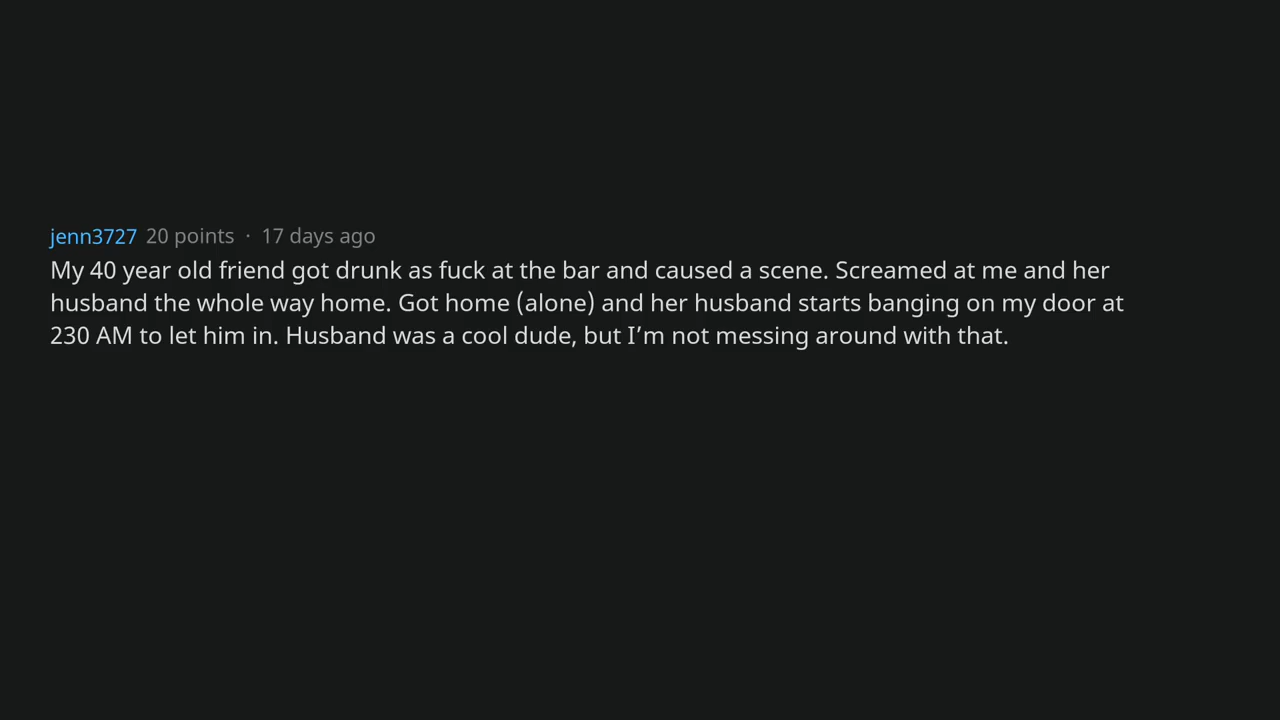 jenn3727 20 points · 17 days ago
My 40 year old friend got drunk as fuck at the bar and caused a scene. Screamed at me and her
husband the whole way home. Got home (alone) and her husband starts banging on my door at
230 AM to let him in. Husband was a cool dude, but I’m not messing around with that.